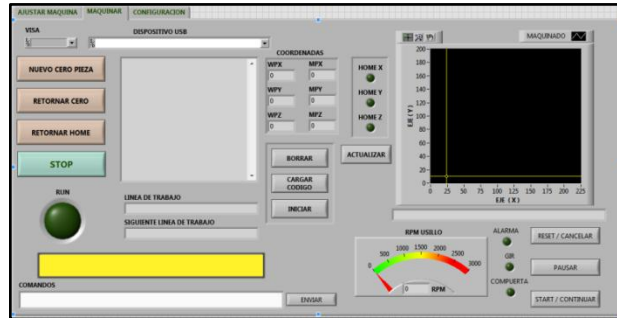 AJUSTAR MAQUINA MAQUINAR CONFIGURACION
VISA
DISPOSITIVO USB
NUEVO CERO PIEZA
RETORNAR CERO
RETORNAR HOME
STOP
RUN
COORDENADAS
WPX MPX
0 0
WPY MPY
0 0
WPZ MPZ
0 0
HOME X
HOME Y
HOME Z
BORRAR
CARGAR
CODIGO
INICIAR
ACTUALIZAR
LINEA DE TRABAJO
SIGUIENTE LINEA DE TRABAJO
COMANDOS
ENVIAR
MAQUINADO
EJE (Y)
200
180
160
140
120
100
80
60
40
20
0
0 25 50 75 100 125 150 175 200 225
EJE (X)
RPM USILLO
0 500 1000 1500 2000 2500 3000
0 RPM
ALARMA
GIR
COMPUERTA
RESET / CANCELAR
PAUSAR
START / CONTINUAR